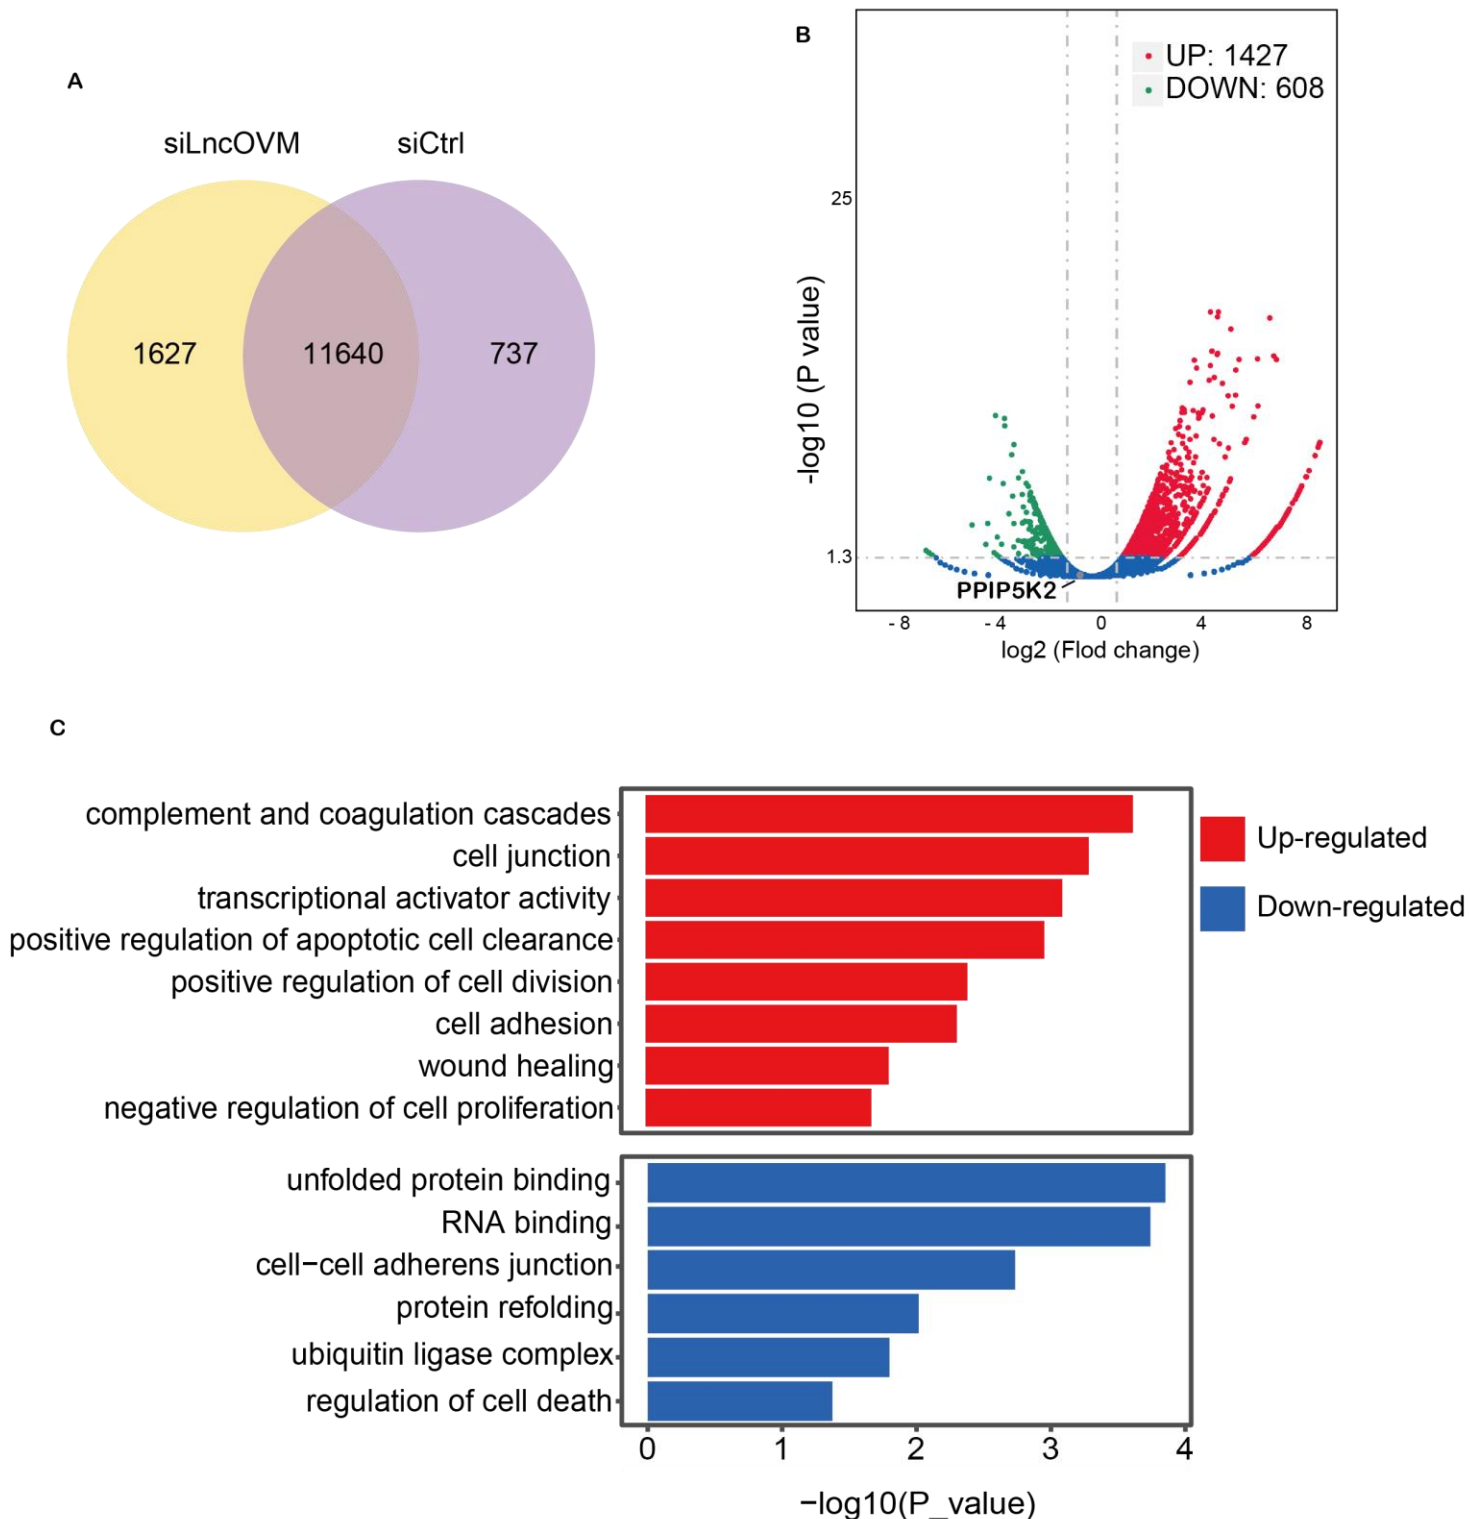 A
siLncOVM siCtrl
1627 11640 737
B
UP: 1427
DOWN: 608
25
1.3
-log10 (P value)
PPIP5K2
- 8 - 4 0 4 8
log2 (Flod change)
C
complement and coagulation cascades
cell junction
transcriptional activator activity
positive regulation of apoptotic cell clearance
positive regulation of cell division
cell adhesion
wound healing
negative regulation of cell proliferation
Up-regulated
Down-regulated
unfolded protein binding
RNA binding
cell−cell adherens junction
protein refolding
ubiquitin ligase complex
regulation of cell death
0 1 2 3 4
−log10(P_value)